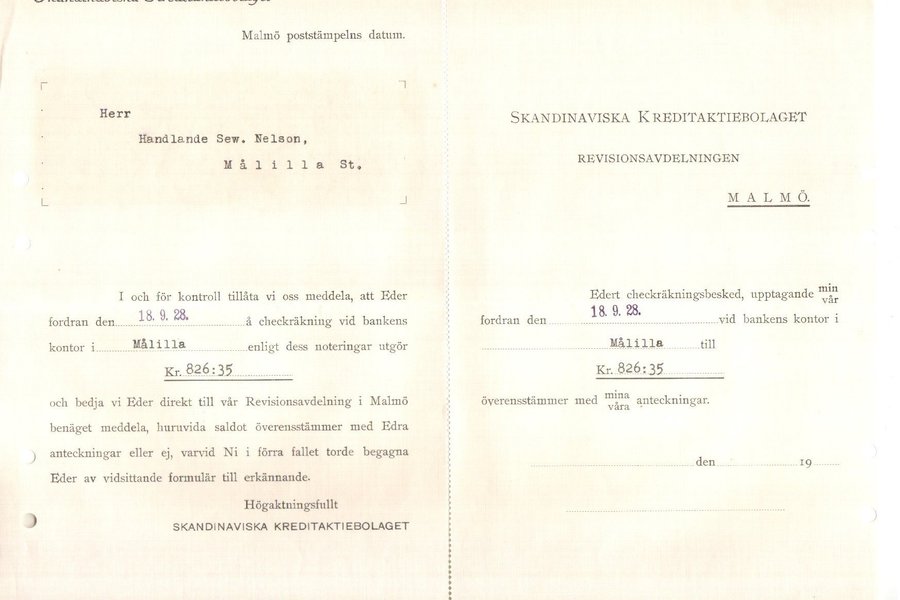 Skandinaviska Kreditaktiebolaget
Malmö poststämpelns datum.
Herr
Handlande Sew. Nelson,
Målilla St.
I och för kontroll tillåta vi oss meddela, att Eder
fordran den 18. 9. 28. å checkräkning vid bankens
kontor i Målilla enligt dess noteringar utgör
Kr. 826:35
och bedja vi Eder direkt till vår Revisionsavdelning i Malmö
benäget meddela, huruvida saldot överensstämmer med Edra
anteckningar eller ej, varvid Ni i förra fallet torde begagna
Eder av vidsittande formulär till erkännande.
Högaktningsfullt
SKANDINAVISKA KREDITAKTIEBOLAGET
SKANDINAVISKA KREDITAKTIEBOLAGET
REVISIONSAVDELNINGEN
MALMÖ.
Edert checkräkningsbesked, upptagande min vår
fordran den 18. 9. 28. vid bankens kontor i
Målilla till
Kr. 826:35
överensstämmer med mina våra anteckningar.
den 19